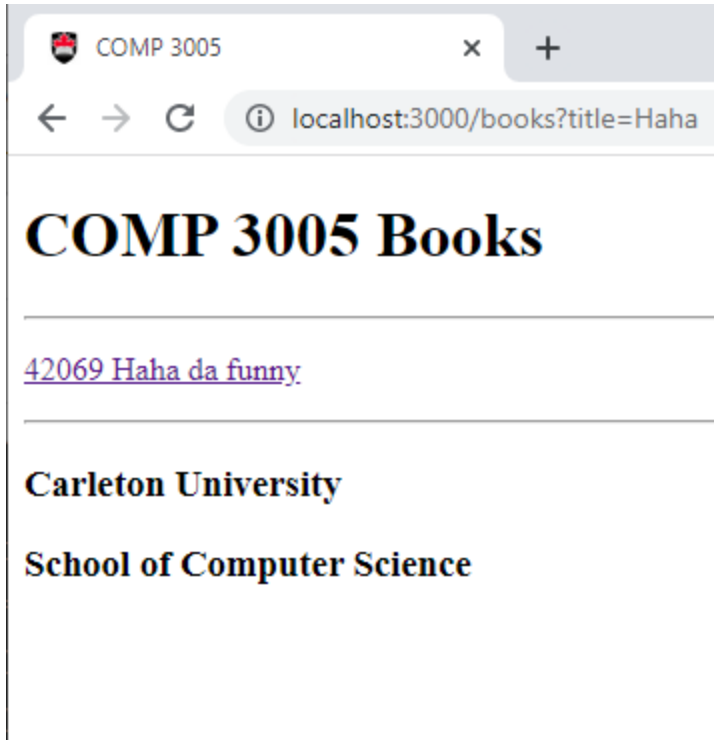 COMP 3005
localhost:3000/books?title=Haha
COMP 3005 Books
42069 Haha da funny
Carleton University
School of Computer Science